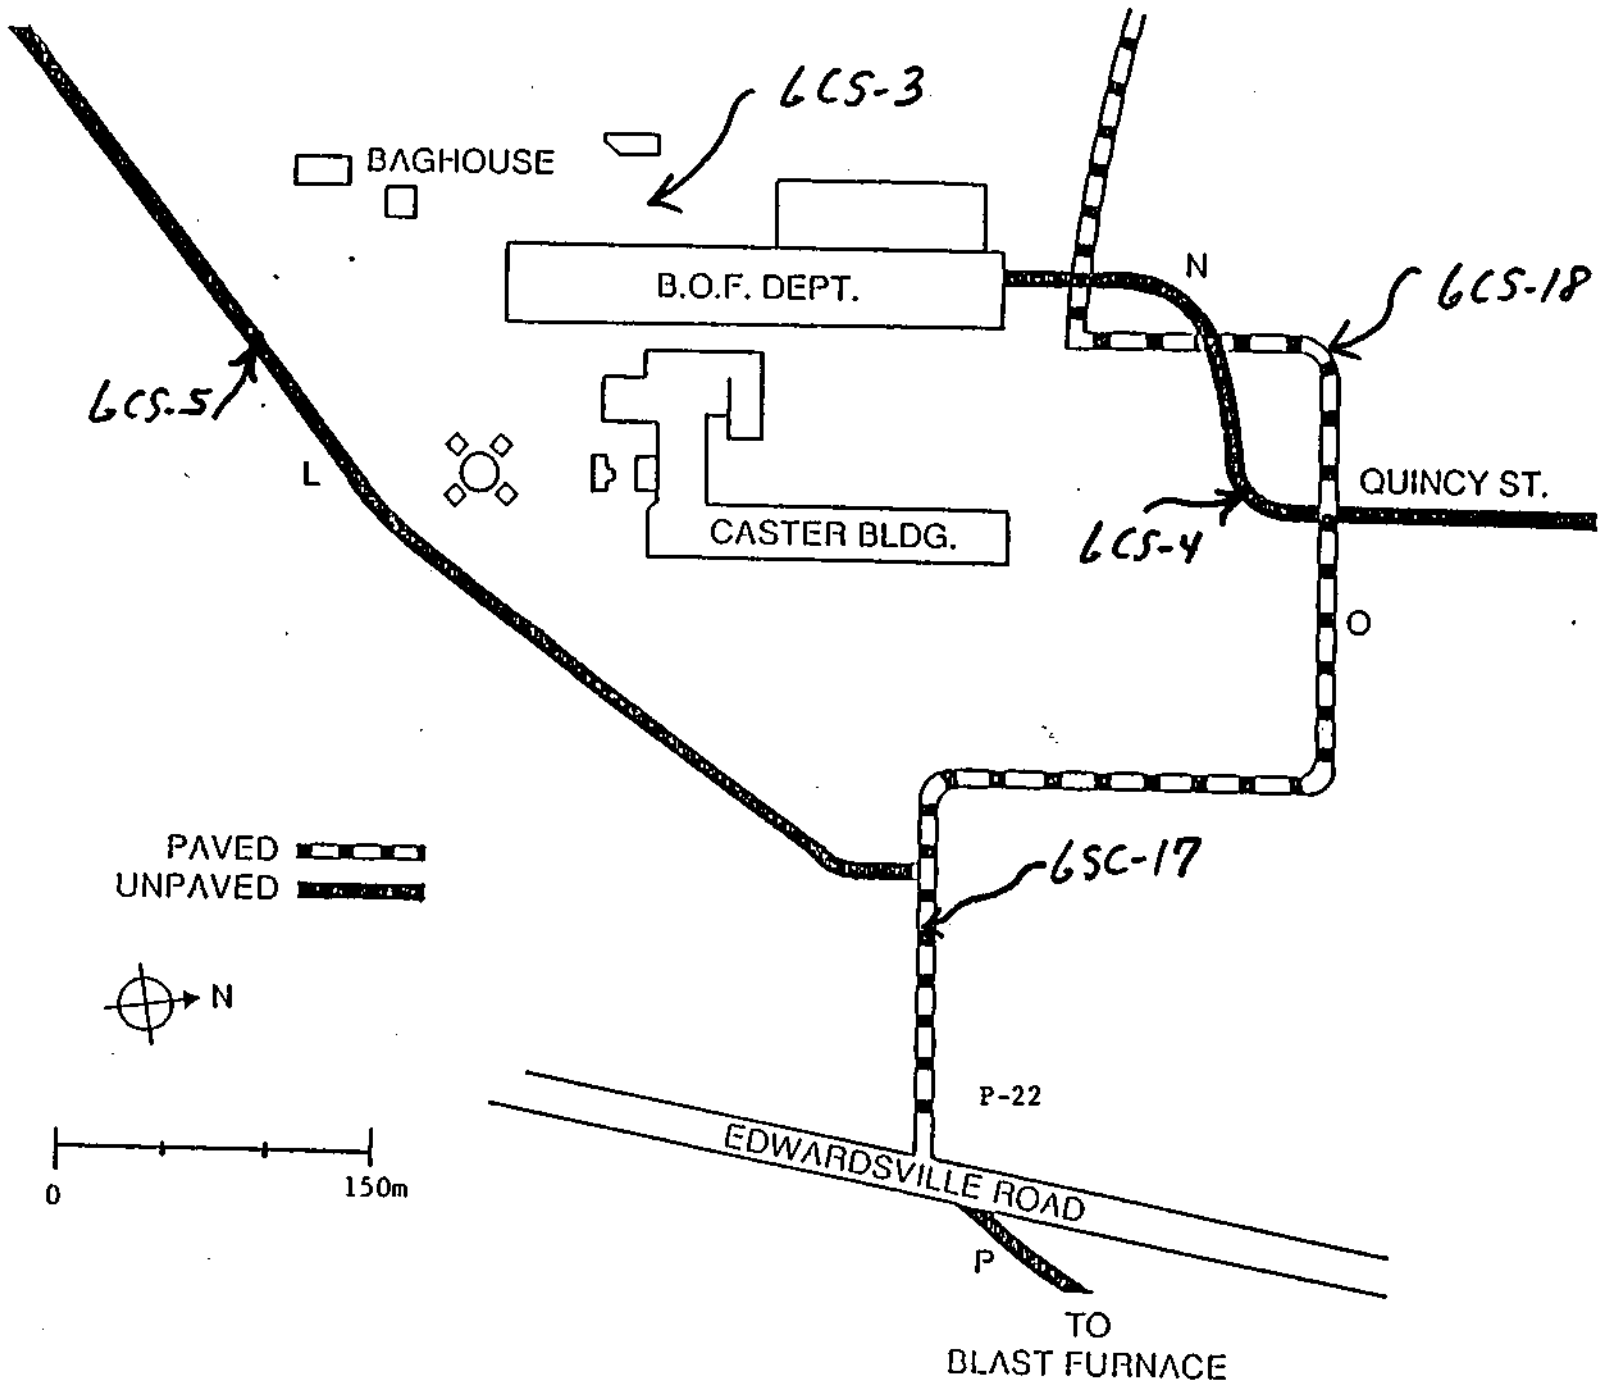 6CS-3
BAGHOUSE
B.O.F. DEPT.
N
6CS-18
6CS-5
L
QUINCY ST.
CASTER BLDG.
6CS-4
O
PAVED
UNPAVED
6SC-17
N
P-22
EDWARDSVILLE ROAD
0
150m
P
TO
BLAST FURNACE